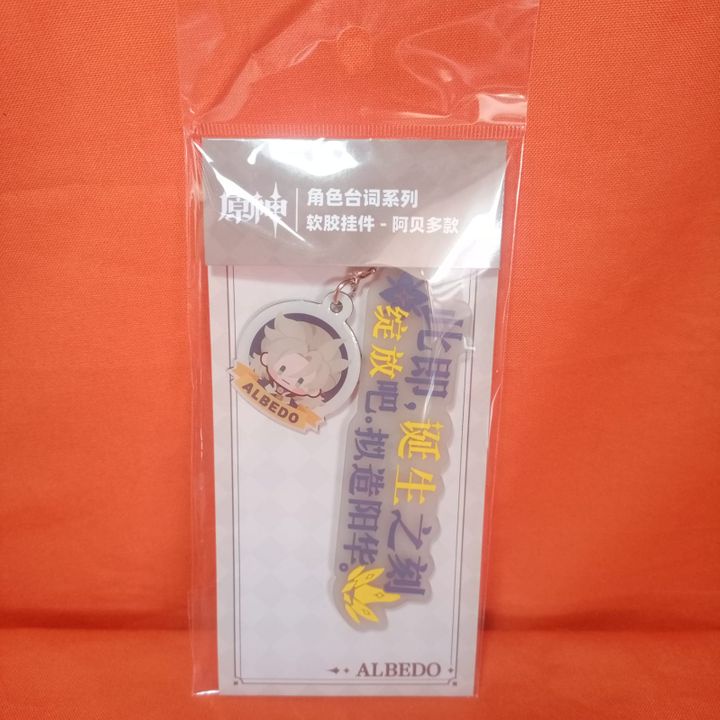 原神
角色台词系列
软胶挂件 - 阿贝多款
ALBEDO
此即，诞生之刻
绽放吧。拟造阳华。
ALBEDO